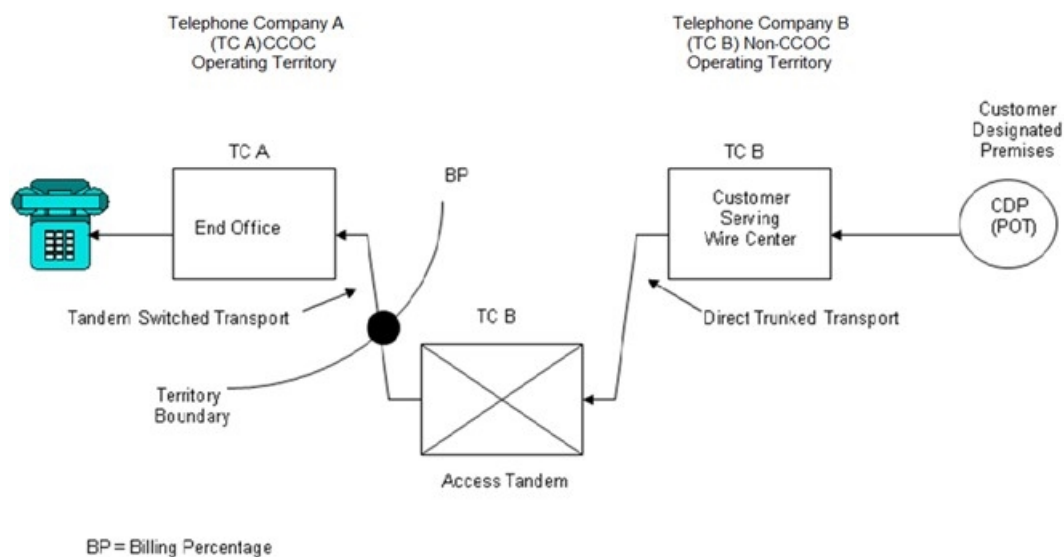 Telephone Company A
(TC A)CCOC
Operating Territory
Telephone Company B
(TC B) Non-CCOC
Operating Territory
Customer
Designated
Premises
TC A
BP
TC B
End Office
Customer
Serving
Wire Center
CDP
(POT)
Tandem Switched Transport
TC B
Direct Trunked Transport
Territory
Boundary
Access Tandem
BP = Billing Percentage